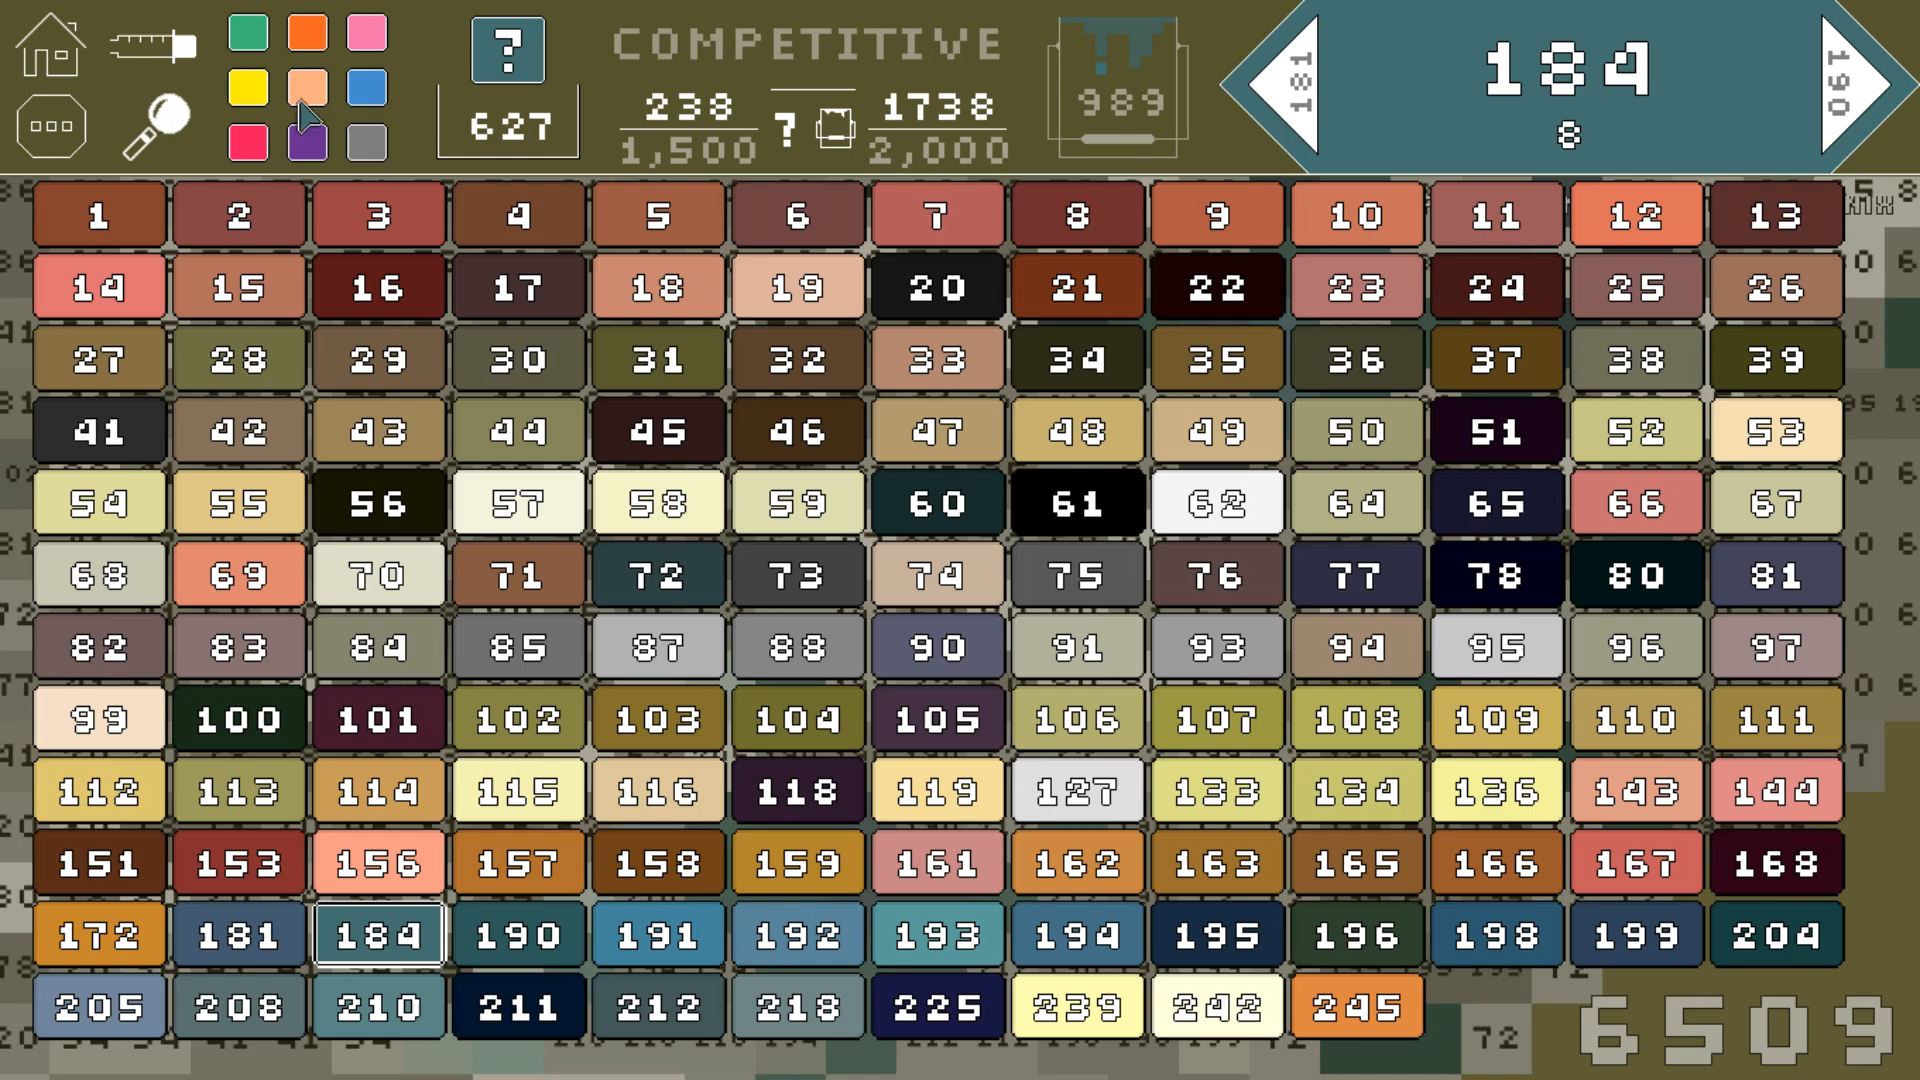 ? COMPETITIVE 184
627 238 1,500 ? 1738 2,000 989 181 190 8
1 2 3 4 5 6 7 8 9 10 11 12 13
14 15 16 17 18 19 20 21 22 23 24 25 26
27 28 29 30 31 32 33 34 35 36 37 38 39
41 42 43 44 45 46 47 48 49 50 51 52 53
54 55 56 57 58 59 60 61 62 64 65 66 67
68 69 70 71 72 73 74 75 76 77 78 80 81
82 83 84 85 87 88 90 91 93 94 95 96 97
99 100 101 102 103 104 105 106 107 108 109 110 111
112 113 114 115 116 118 119 127 133 134 136 143 144
151 153 156 157 158 159 161 162 163 165 166 167 168
172 181 184 190 191 192 193 194 195 196 198 199 204
205 208 210 211 212 218 225 239 242 245
72 6509